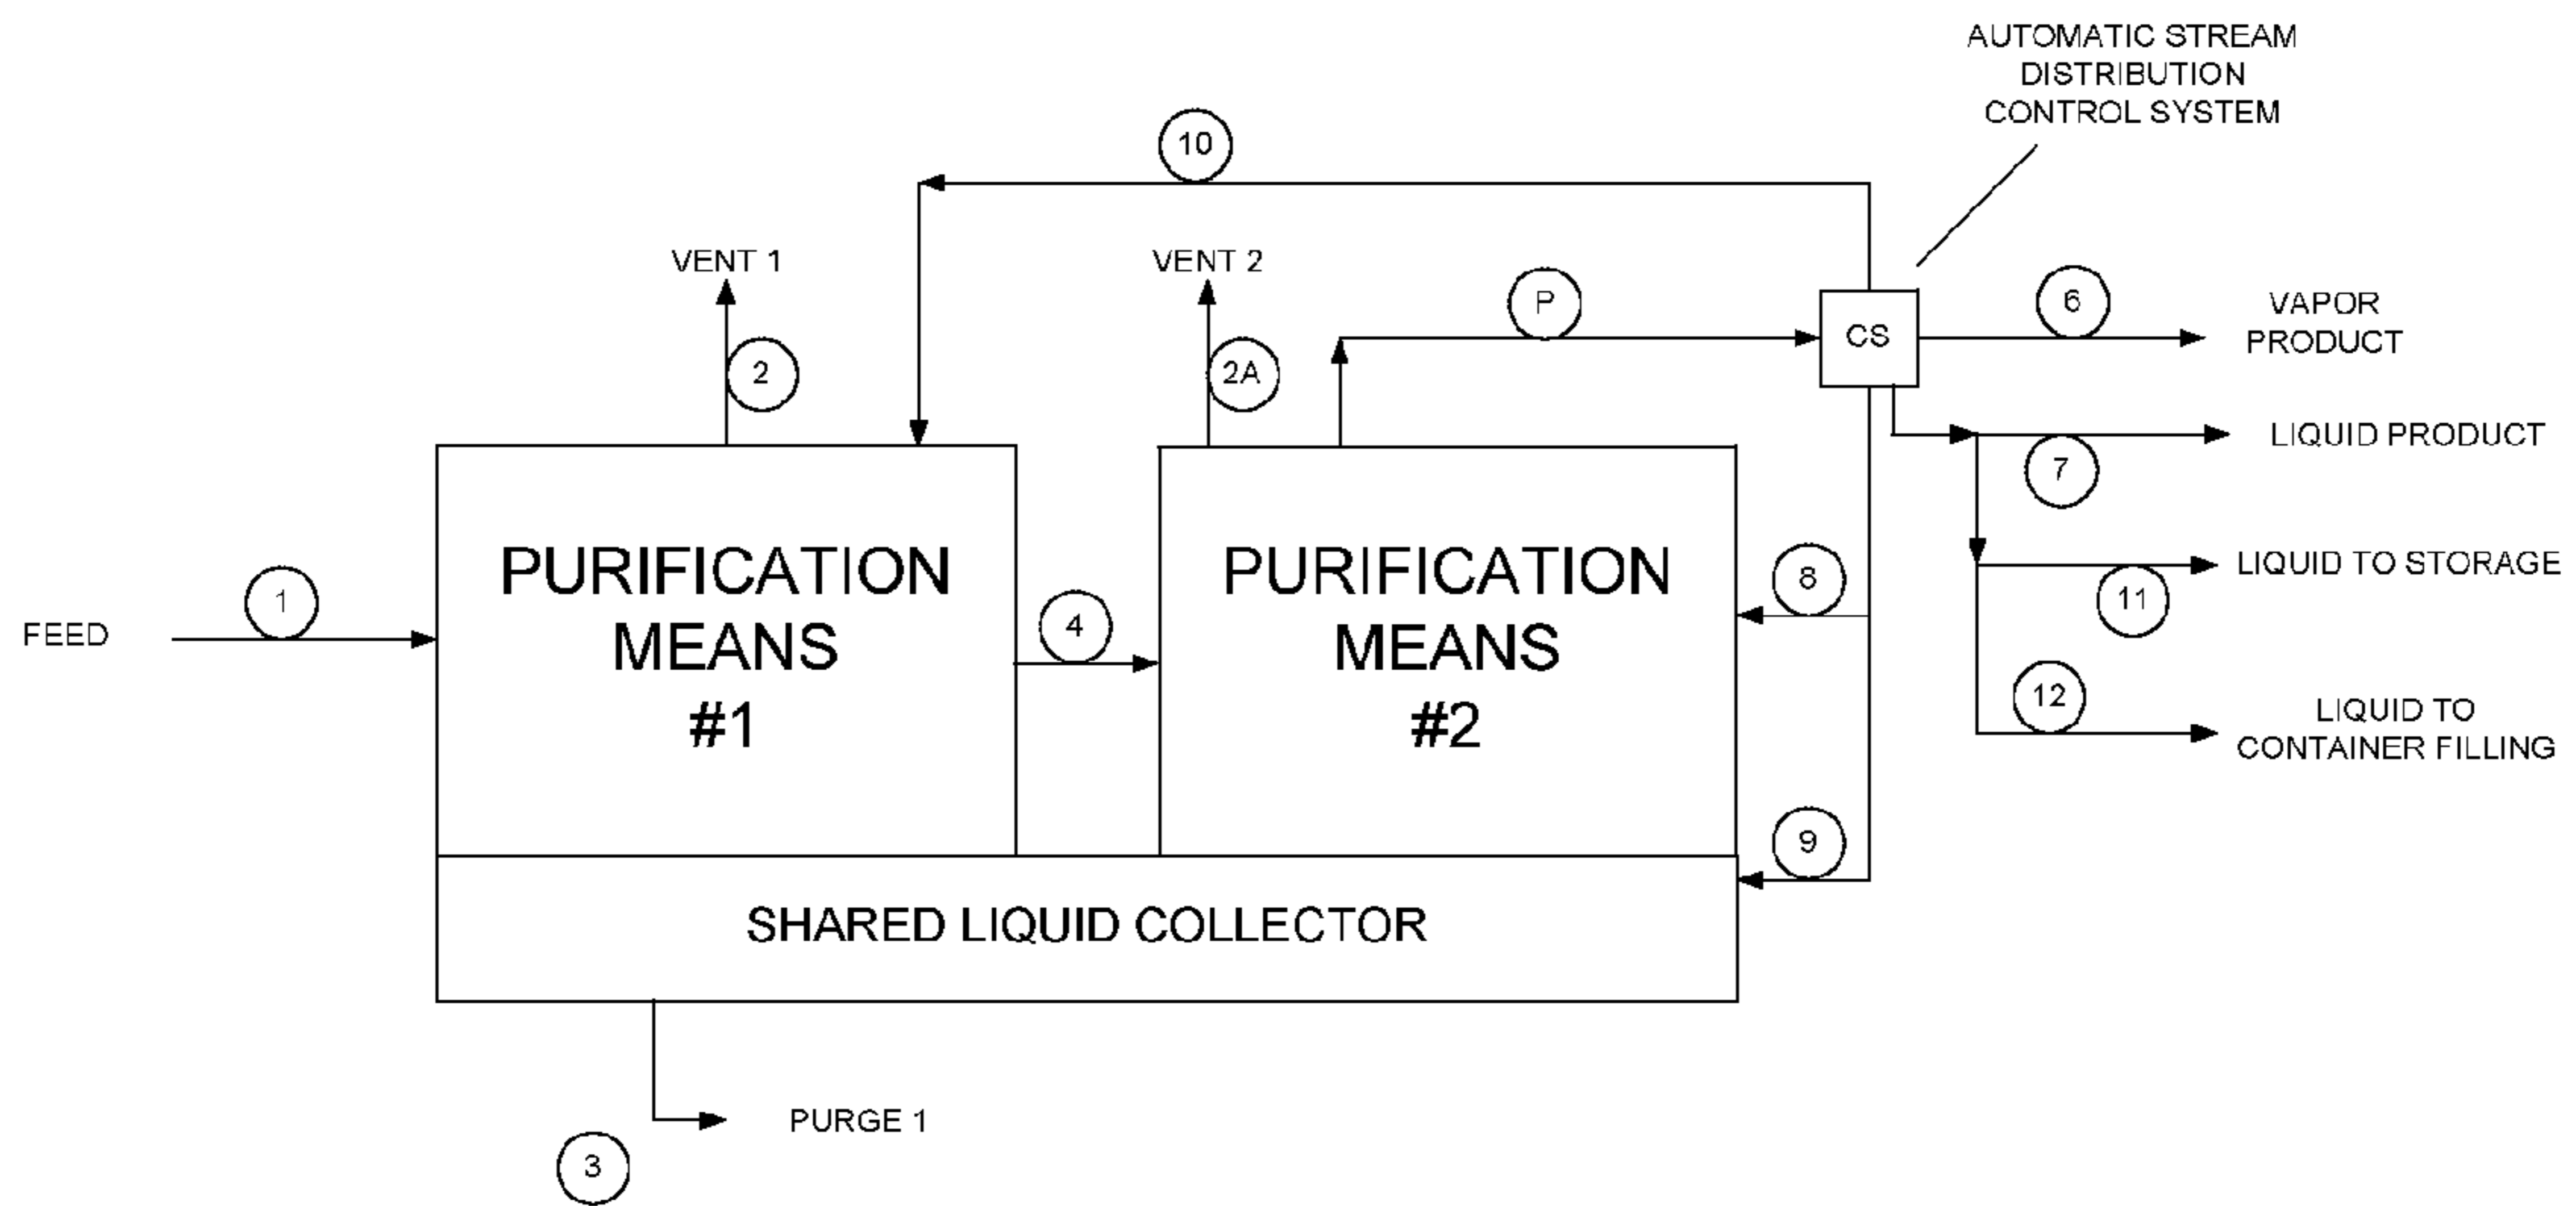 AUTOMATIC STREAM
DISTRIBUTION
CONTROL SYSTEM
10
VENT 1
VENT 2
P
6
VAPOR
PRODUCT
2
2A
CS
LIQUID PRODUCT
7
PURIFICATION
MEANS
#1
PURIFICATION
MEANS
#2
FEED
1
4
8
LIQUID TO STORAGE
11
12
LIQUID TO
CONTAINER FILLING
9
SHARED LIQUID COLLECTOR
PURGE 1
3